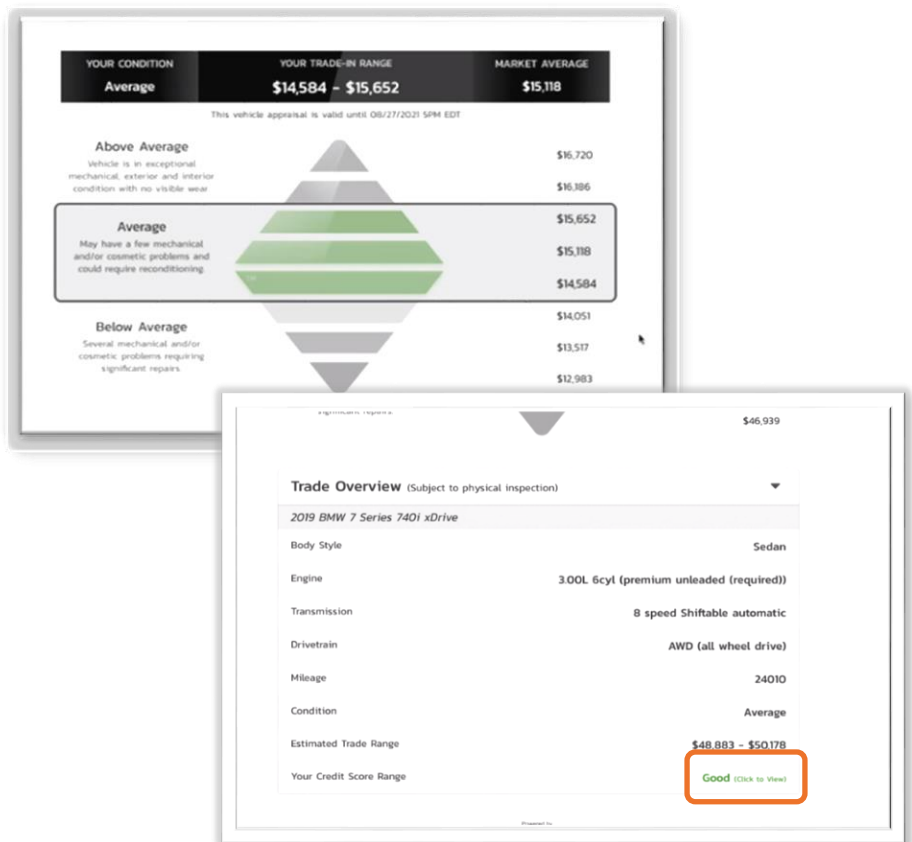 YOUR CONDITION YOUR TRADE-IN RANGE MARKET AVERAGE
Average $14,584 - $15,652 $15,118
This vehicle appraisal is valid until 08/27/2021 5PM EDT
Above Average
Vehicle is in exceptional
mechanical, exterior and interior
condition with no visible wear
$16,720
$16,186
Average
May have a few mechanical
and/or cosmetic problems and
could require reconditioning.
$15,652
$15,118
$14,584
Below Average
Several mechanical and/or
cosmetic problems requiring
significant repairs.
$14,051
$13,517
$12,983
significant repairs.
$46,939
Trade Overview (Subject to physical inspection)
2019 BMW 7 Series 740i xDrive
Body Style Sedan
Engine 3.00L 6cyl (premium unleaded (required))
Transmission 8 speed Shiftable automatic
Drivetrain AWD (all wheel drive)
Mileage 24010
Condition Average
Estimated Trade Range $48,883 - $50,178
Your Credit Score Range Good (Click to View)
Powered by